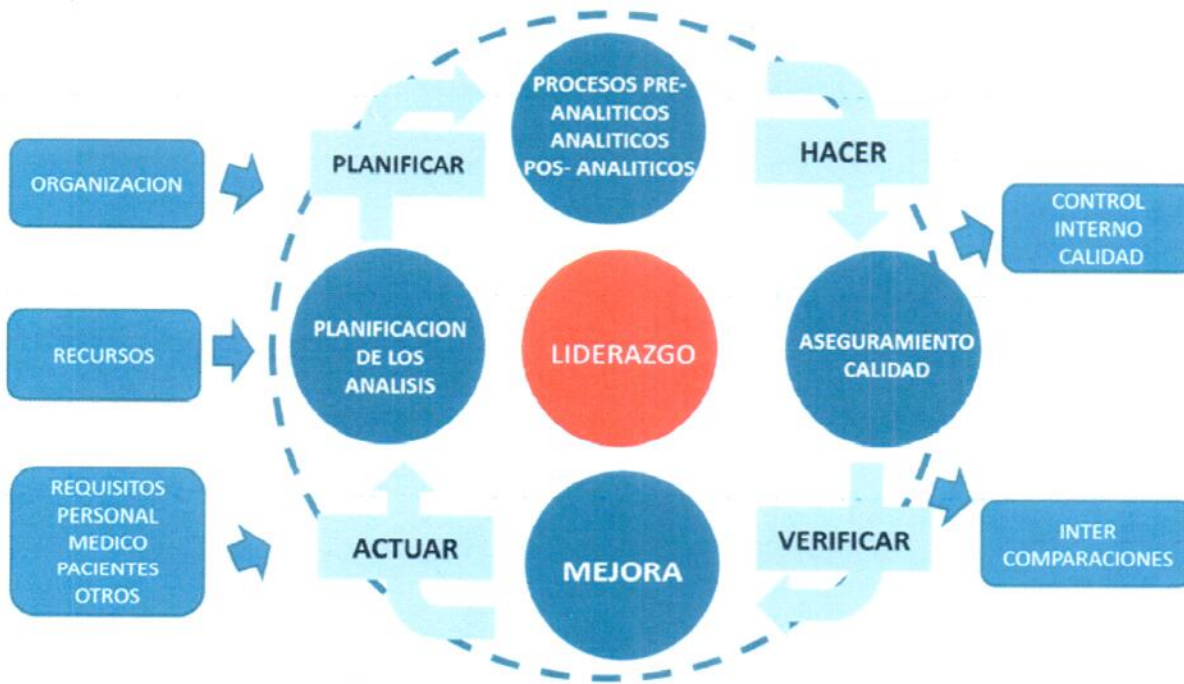 PROCESOS PRE-
ANALITICOS
ANALITICOS
POS- ANALITICOS
PLANIFICAR
HACER
ORGANIZACION
CONTROL
INTERNO
CALIDAD
PLANIFICACION
DE LOS
ANALISIS
LIDERAZGO
ASEGURAMIENTO
CALIDAD
RECURSOS
REQUISITOS
PERSONAL
MEDICO
PACIENTES
OTROS
ACTUAR
MEJORA
VERIFICAR
INTER
COMPARACIONES